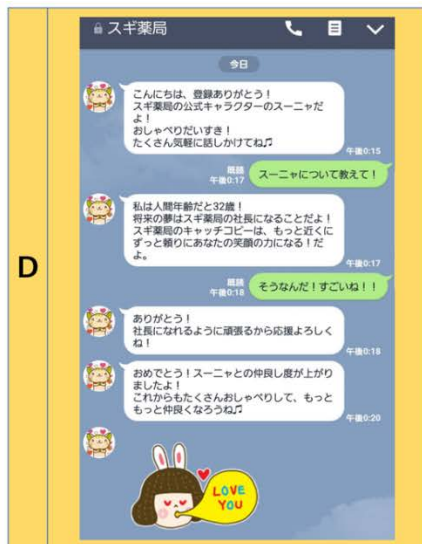 スギ薬局
今日
こんにちは、登録ありがとう！
スギ薬局の公式キャラクターのスーニャだ
よ！
おしゃべりだいすき！
たくさん気軽に話しかけてね♫
午後0:15
既読
午後0:17
スーニャについて教えて！
私は人間年齢だと32歳！
将来の夢はスギ薬局の社長になることだよ！
スギ薬局のキャッチコピーは、もっと近くに
ずっと頼りにあなたの笑顔の力になる！だ
よ。
午後0:17
既読
午後0:18
そうなんだ！すごいね！！
D
ありがとう！
社長になれるように頑張るから応援よろしく
ね！
午後0:18
おめでとう！スーニャとの仲良し度が上がり
ましたよ！
これからもたくさんおしゃべりして、もっと
もっと仲良くなろうね♫
午後0:20
LOVE
YOU